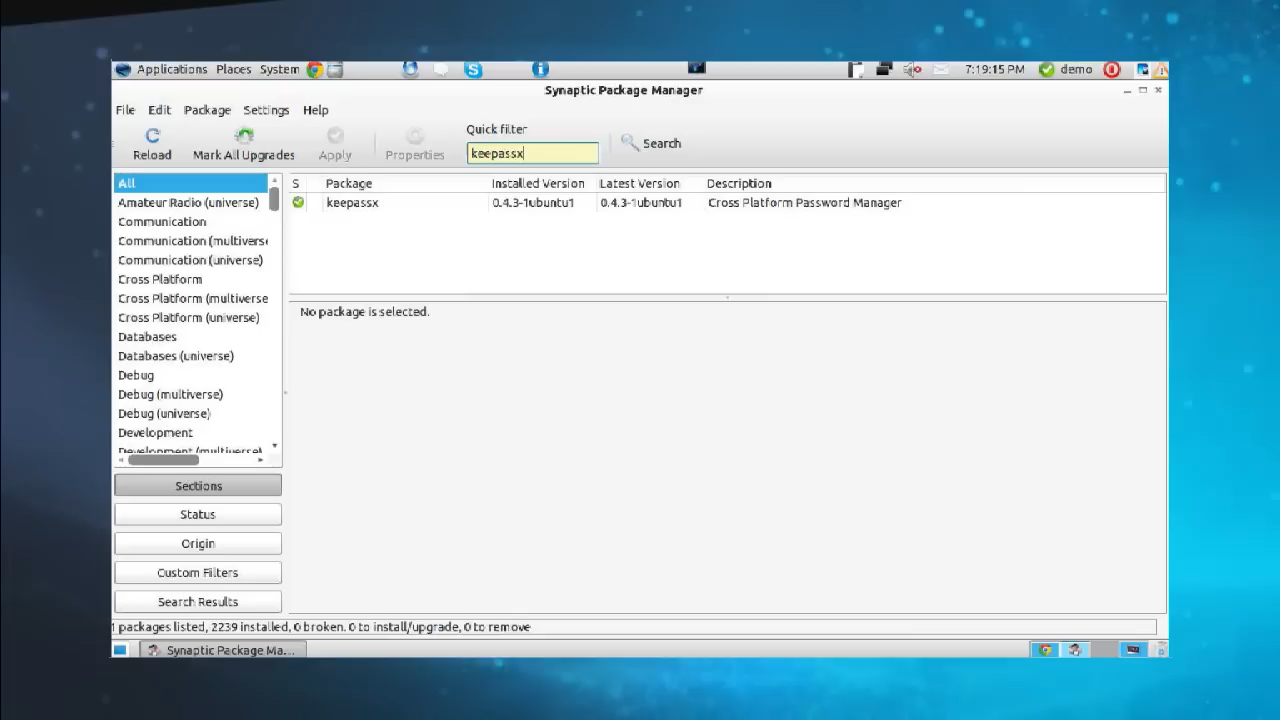 Applications Places System 7:19:15 PM demo
Synaptic Package Manager
File Edit Package Settings Help
Reload Mark All Upgrades Apply Properties Quick filter keepassx Search
All
Amateur Radio (universe)
Communication
Communication (multiverse
Communication (universe)
Cross Platform
Cross Platform (multiverse
Cross Platform (universe)
Databases
Databases (universe)
Debug
Debug (multiverse)
Debug (universe)
Development
Development (multiverse)
Sections
Status
Origin
Custom Filters
Search Results
S Package Installed Version Latest Version Description
keepassx 0.4.3-1ubuntu1 0.4.3-1ubuntu1 Cross Platform Password Manager
No package is selected.
1 packages listed, 2239 installed, 0 broken. 0 to install/upgrade, 0 to remove
Synaptic Package Ma...